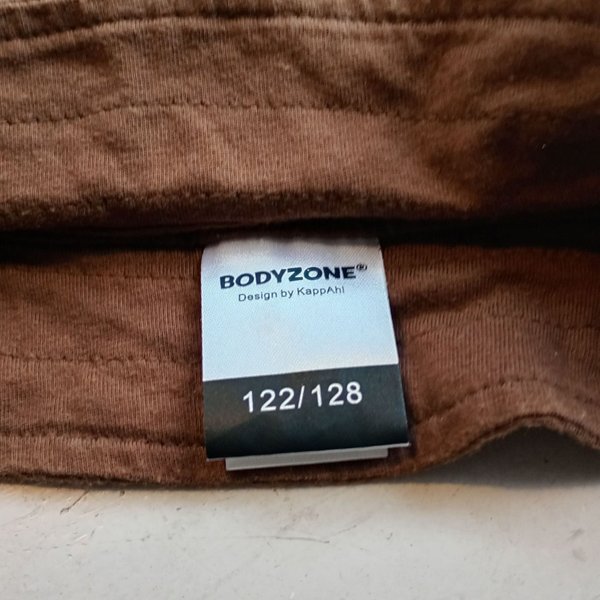 BODYZONE®
Design by KappAhl
122/128